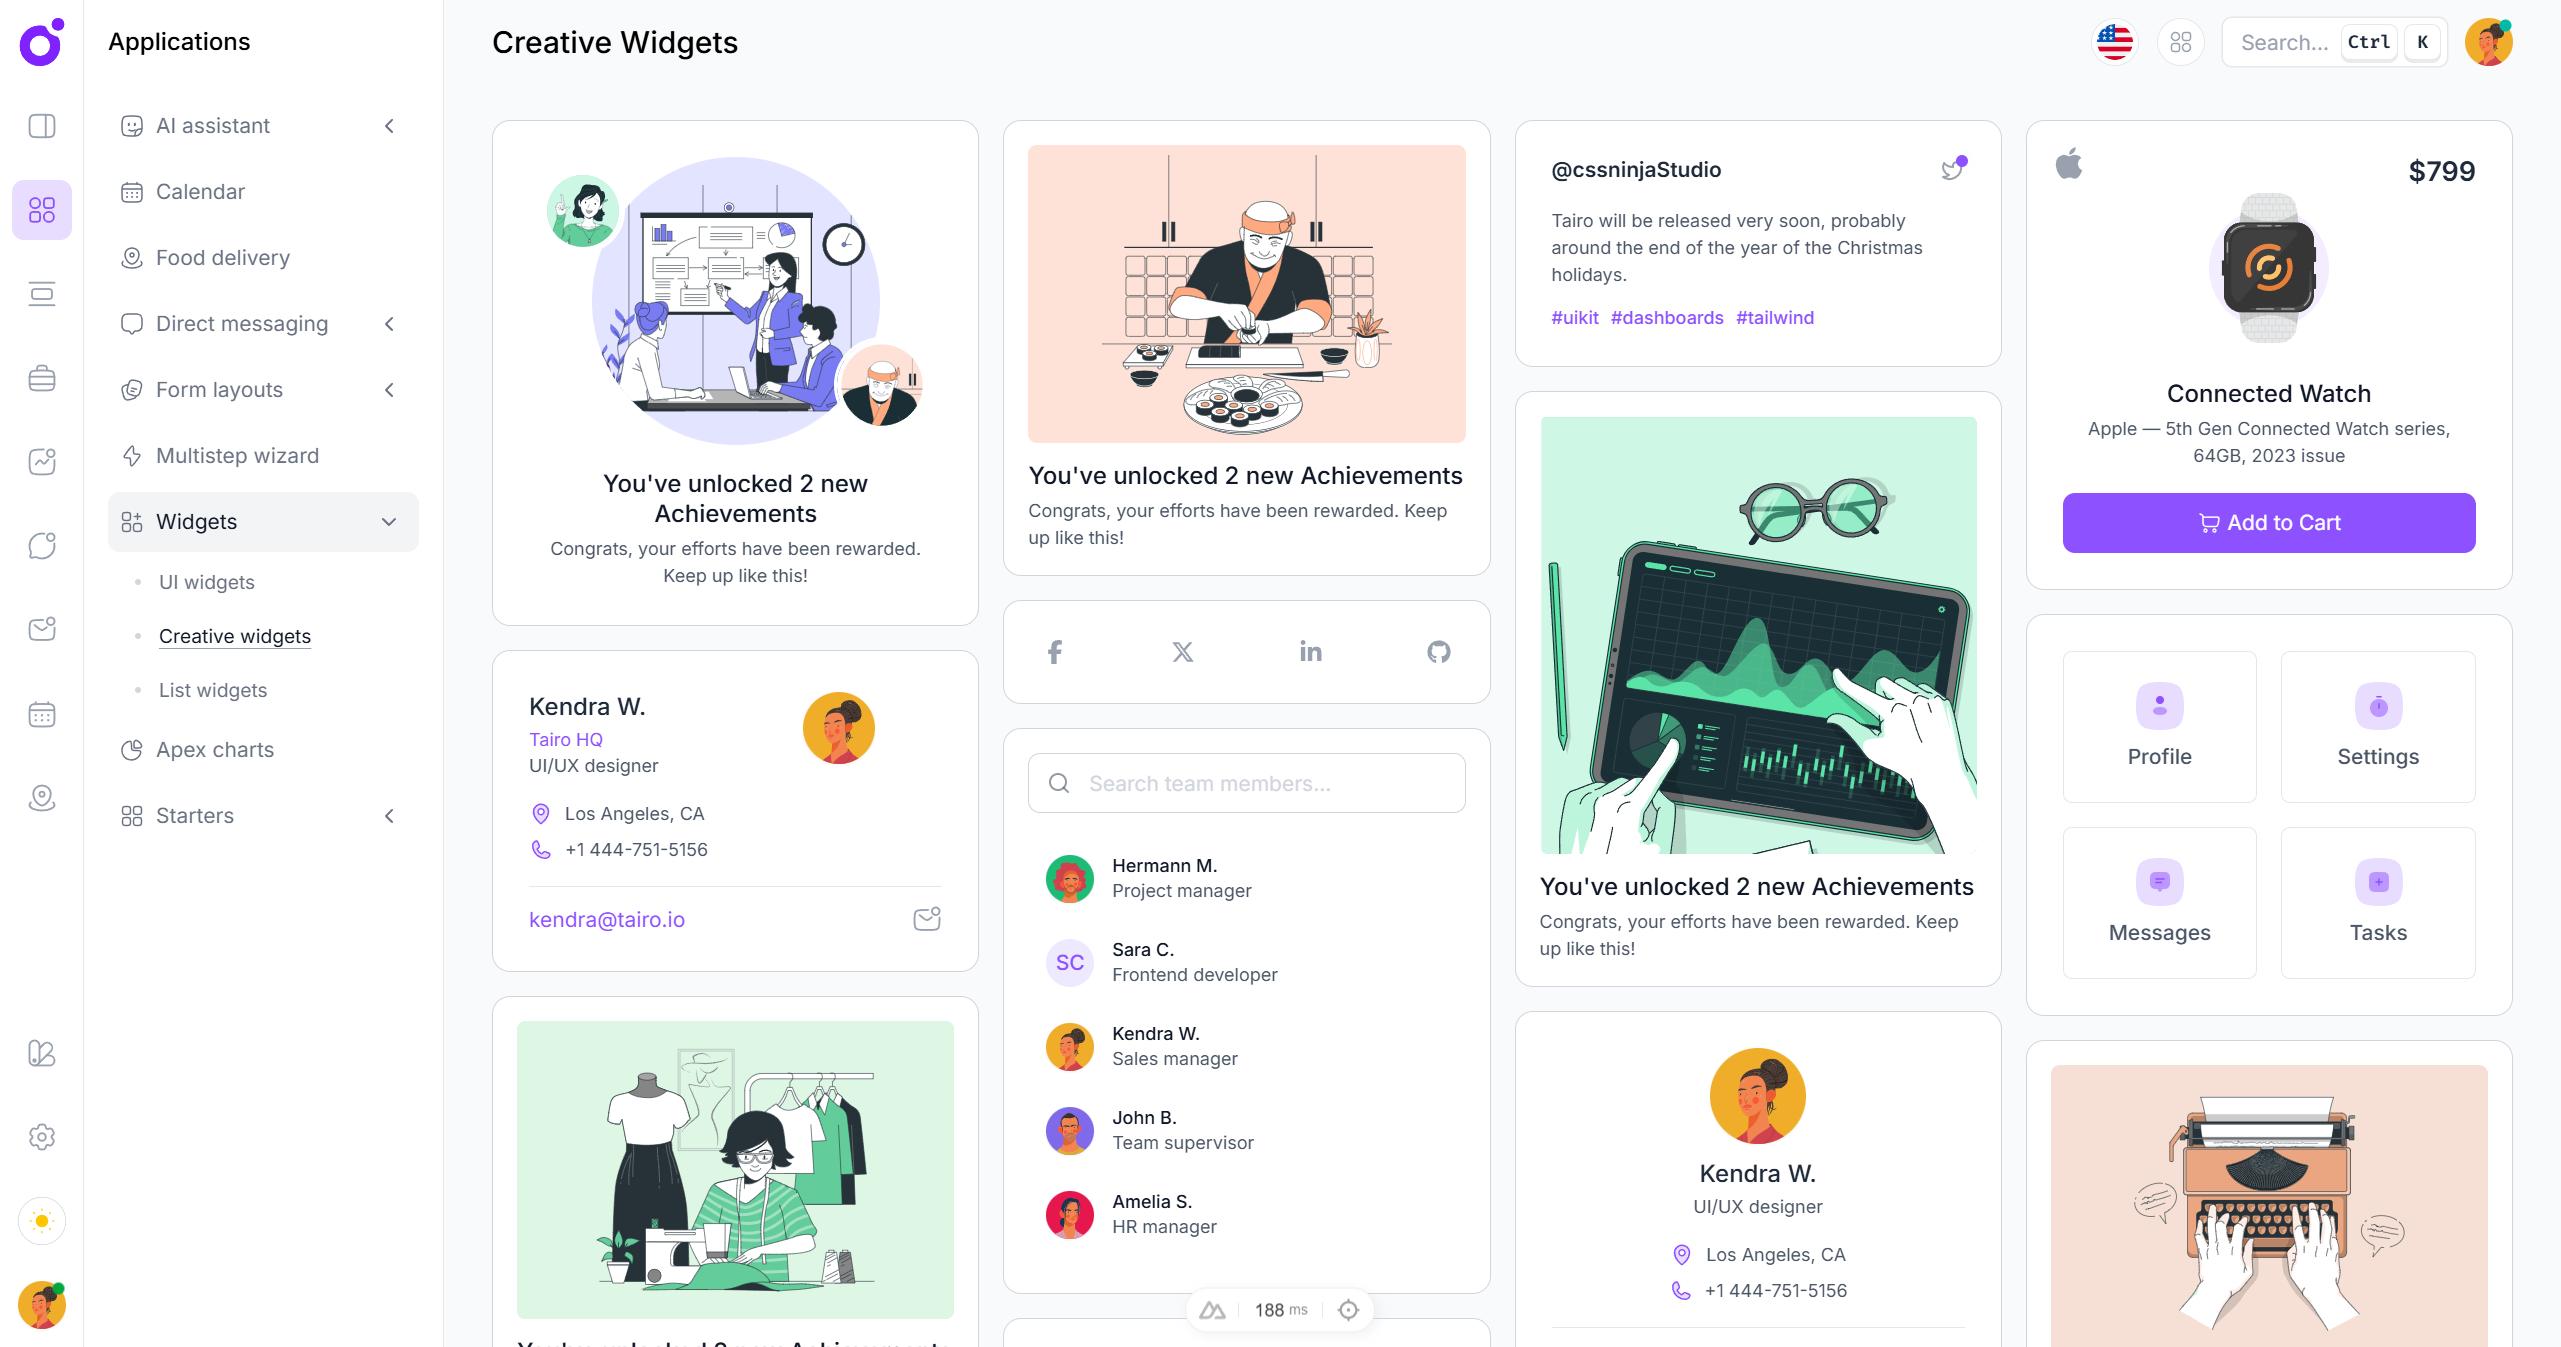 Applications
AI assistant
Calendar
Food delivery
Direct messaging
Form layouts
Multistep wizard
Widgets
UI widgets
Creative widgets
List widgets
Apex charts
Starters
Creative Widgets
Search...
Ctrl
K
You've unlocked 2 new
Achievements
Congrats, your efforts have been rewarded.
Keep up like this!
Kendra W.
Tairo HQ
UI/UX designer
Los Angeles, CA
+1 444-751-5156
kendra@tairo.io
You've unlocked 2 new Achievements
You've unlocked 2 new Achievements
Congrats, your efforts have been rewarded. Keep
up like this!
Search team members...
Hermann M.
Project manager
SC
Sara C.
Frontend developer
Kendra W.
Sales manager
John B.
Team supervisor
Amelia S.
HR manager
188 ms
@cssninjaStudio
Tairo will be released very soon, probably
around the end of the year of the Christmas
holidays.
#uikit #dashboards #tailwind
You've unlocked 2 new Achievements
Congrats, your efforts have been rewarded. Keep
up like this!
Kendra W.
UI/UX designer
Los Angeles, CA
+1 444-751-5156
$799
Connected Watch
Apple — 5th Gen Connected Watch series,
64GB, 2023 issue
Add to Cart
Profile
Settings
Messages
Tasks